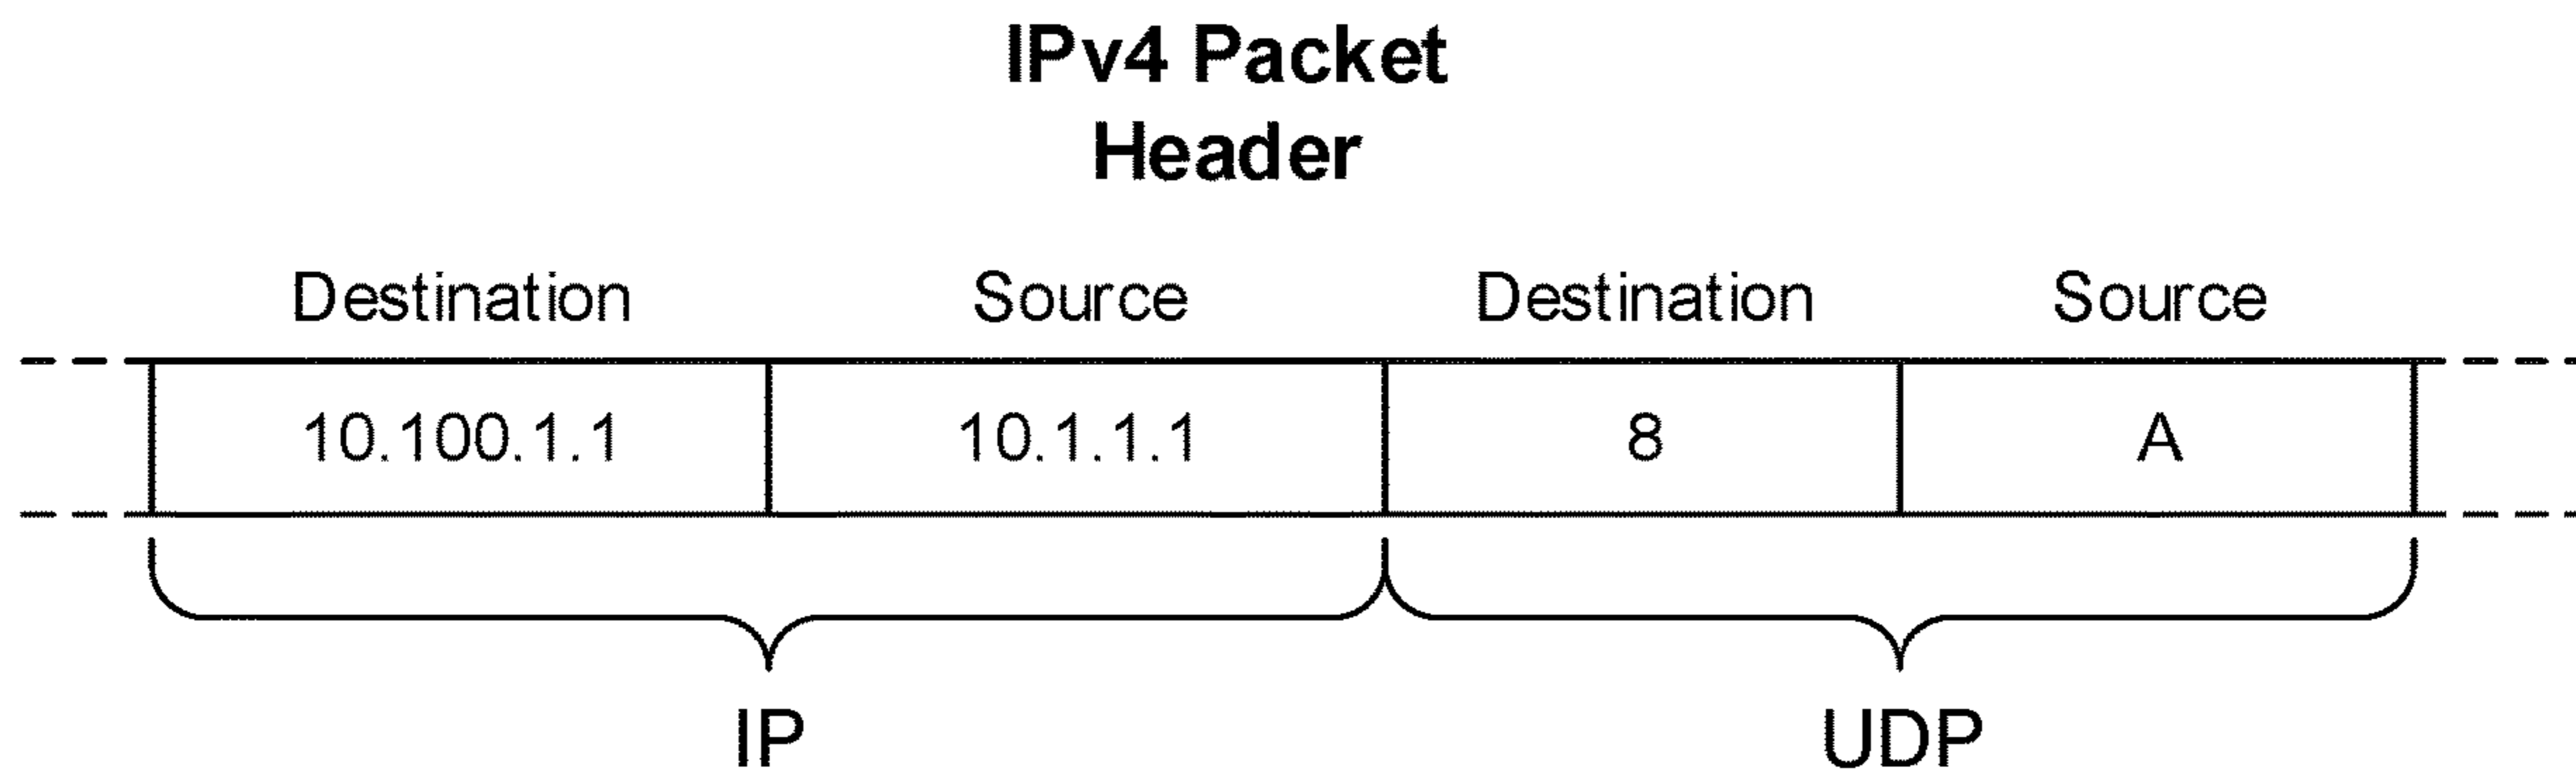 IPv4 Packet
Header
Destination Source Destination Source
10.100.1.1 10.1.1.1 8 A
IP UDP